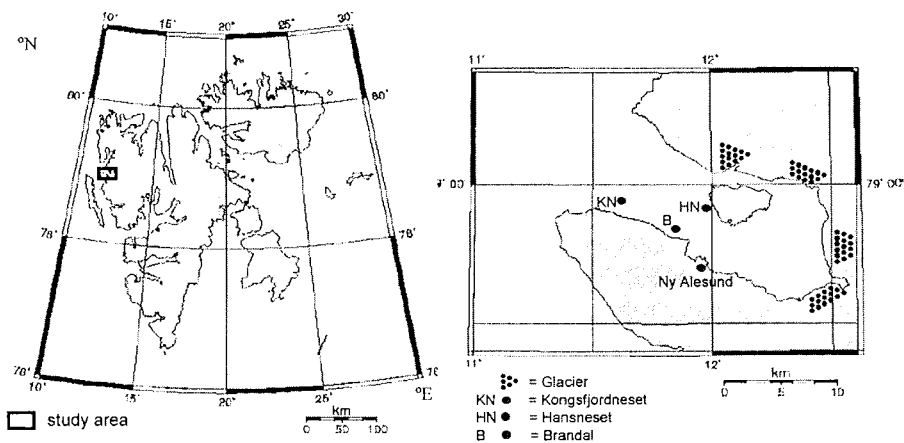 10° 15° 20° 25° 30°
°N
80° 80°
78° 78°
10° 15° 20° 25° °E
study area
km
0 50 100
11° 12°
79° 00'
KN
HN
B
Ny Alesund
11° 12°
km
0 5 10
= Glacier
KN = Kongsfjordneset
HN = Hansneset
B = Brandal